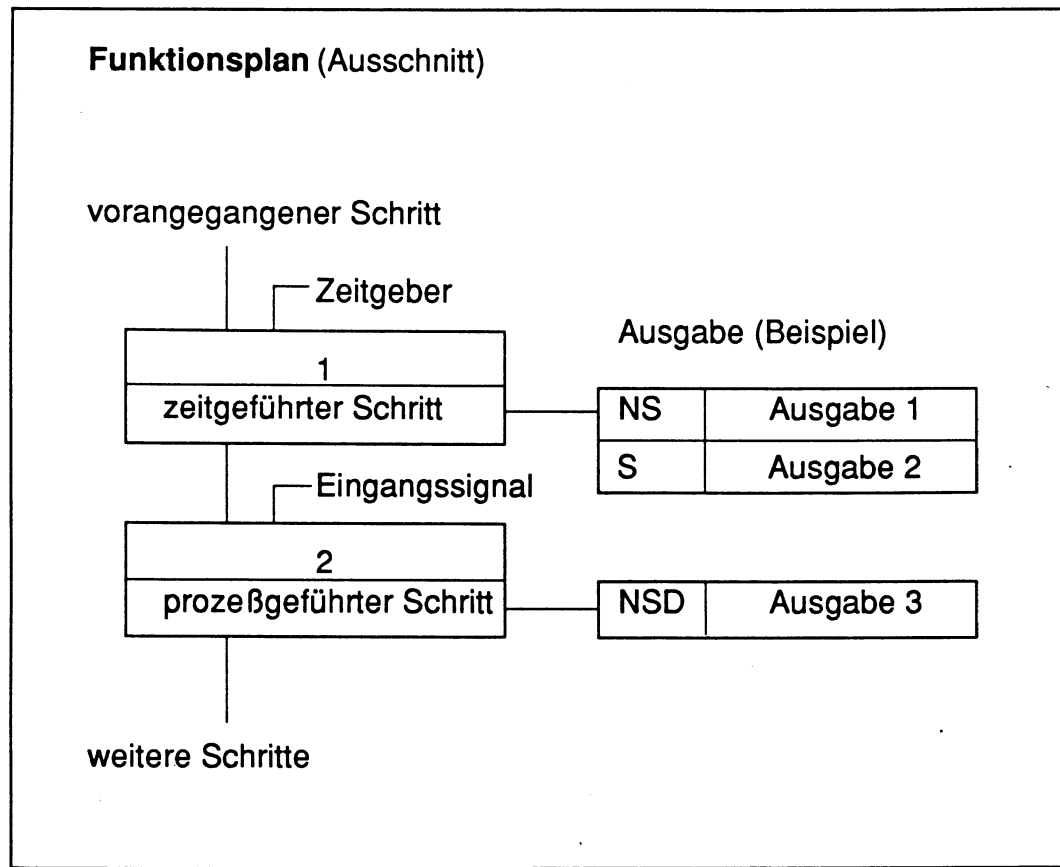 Funktionsplan (Ausschnitt)
vorangegangener Schritt
Zeitgeber
Ausgabe (Beispiel)
1
zeitgeführter Schritt
NS Ausgabe 1
S Ausgabe 2
Eingangssignal
2
prozeßgeführter Schritt
NSD Ausgabe 3
weitere Schritte